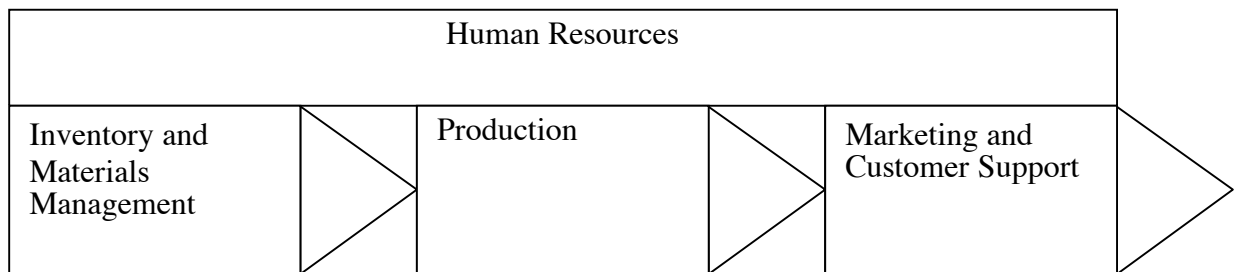 Human Resources
Inventory and
Materials
Management
Production
Marketing and
Customer Support